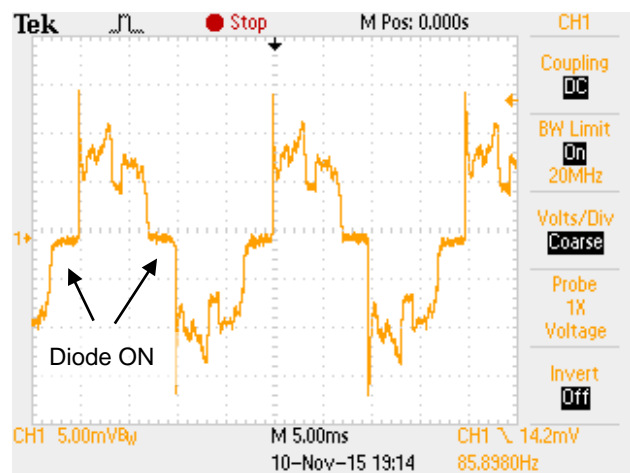 Tek Stop M Pos: 0.000s CH1
Coupling
DC
BW Limit
On
20MHz
Volts/Div
Coarse
Probe
1X
Voltage
Invert
Off
1
Diode ON
CH1 5.00mVBW M 5.00ms CH1 14.2mV
10-Nov-15 19:14 85.8980Hz